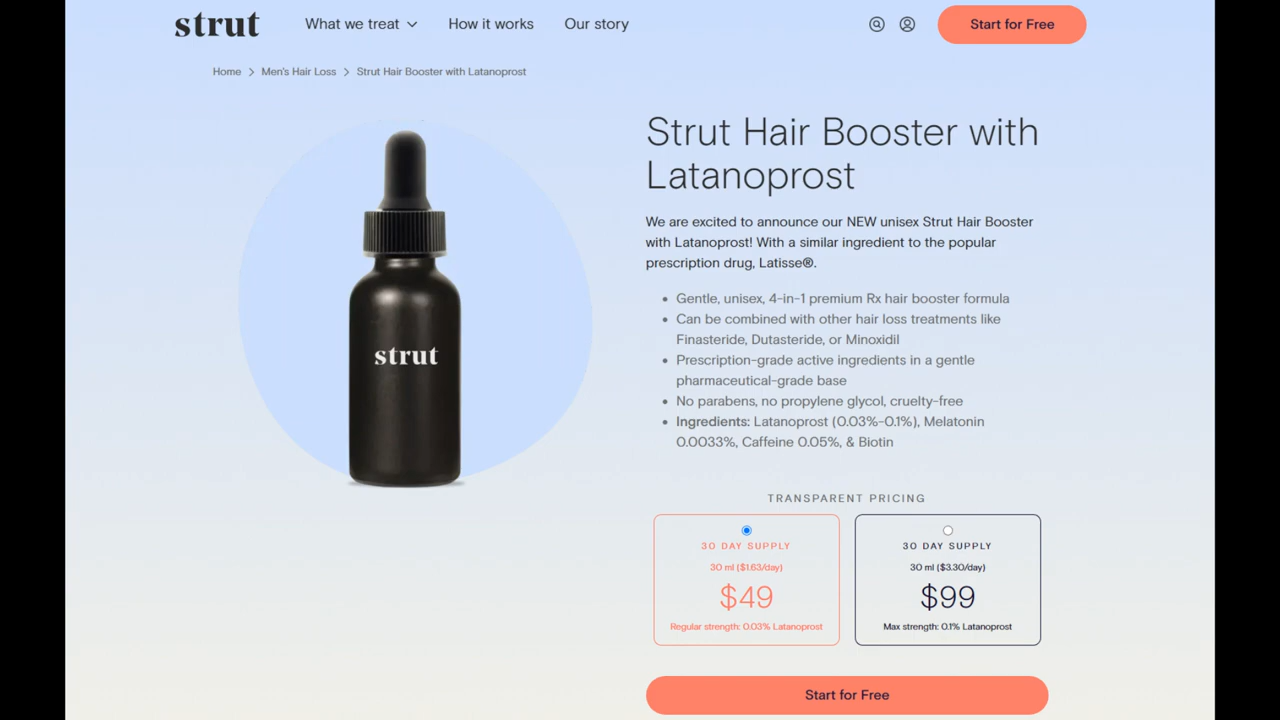 strut
What we treat
How it works
Our story
Start for Free
Home
Men's Hair Loss
Strut Hair Booster with Latanoprost
strut
Strut Hair Booster with
Latanoprost
We are excited to announce our NEW unisex Strut Hair Booster
with Latanoprost! With a similar ingredient to the popular
prescription drug, Latisse®.
• Gentle, unisex, 4-in-1 premium Rx hair booster formula
• Can be combined with other hair loss treatments like
Finasteride, Dutasteride, or Minoxidil
• Prescription-grade active ingredients in a gentle
pharmaceutical-grade base
• No parabens, no propylene glycol, cruelty-free
• Ingredients: Latanoprost (0.03%-0.1%), Melatonin
0.0033%, Caffeine 0.05%, & Biotin
TRANSPARENT PRICING
30 DAY SUPPLY
30 ml ($1.63/day)
$49
Regular strength: 0.03% Latanoprost
30 DAY SUPPLY
30 ml ($3.30/day)
$99
Max strength: 0.1% Latanoprost
Start for Free